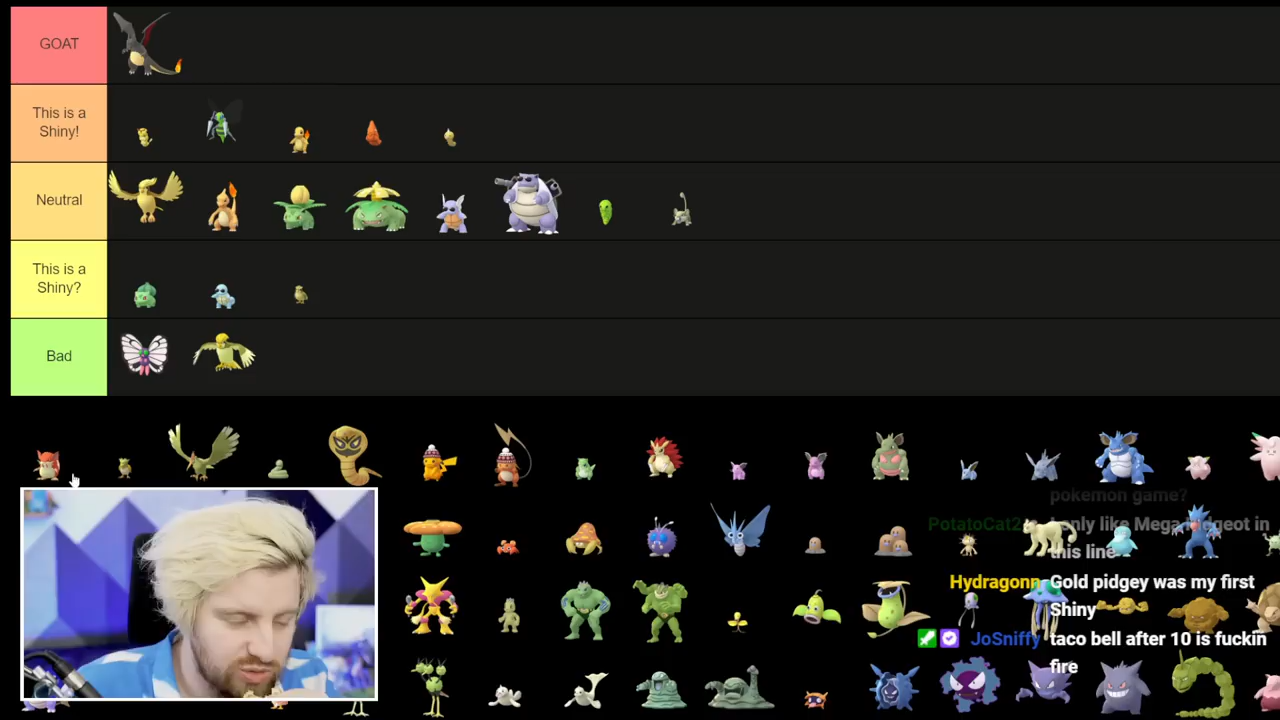 GOAT
This is a
Shiny!
Neutral
This is a
Shiny?
Bad
pokemon game?
PotatoCat2 I only like Mega Pidgeot in
this line
Hydragonn Gold pidgey was my first
Shiny
JoSniffy taco bell after 10 is fuckin
fire